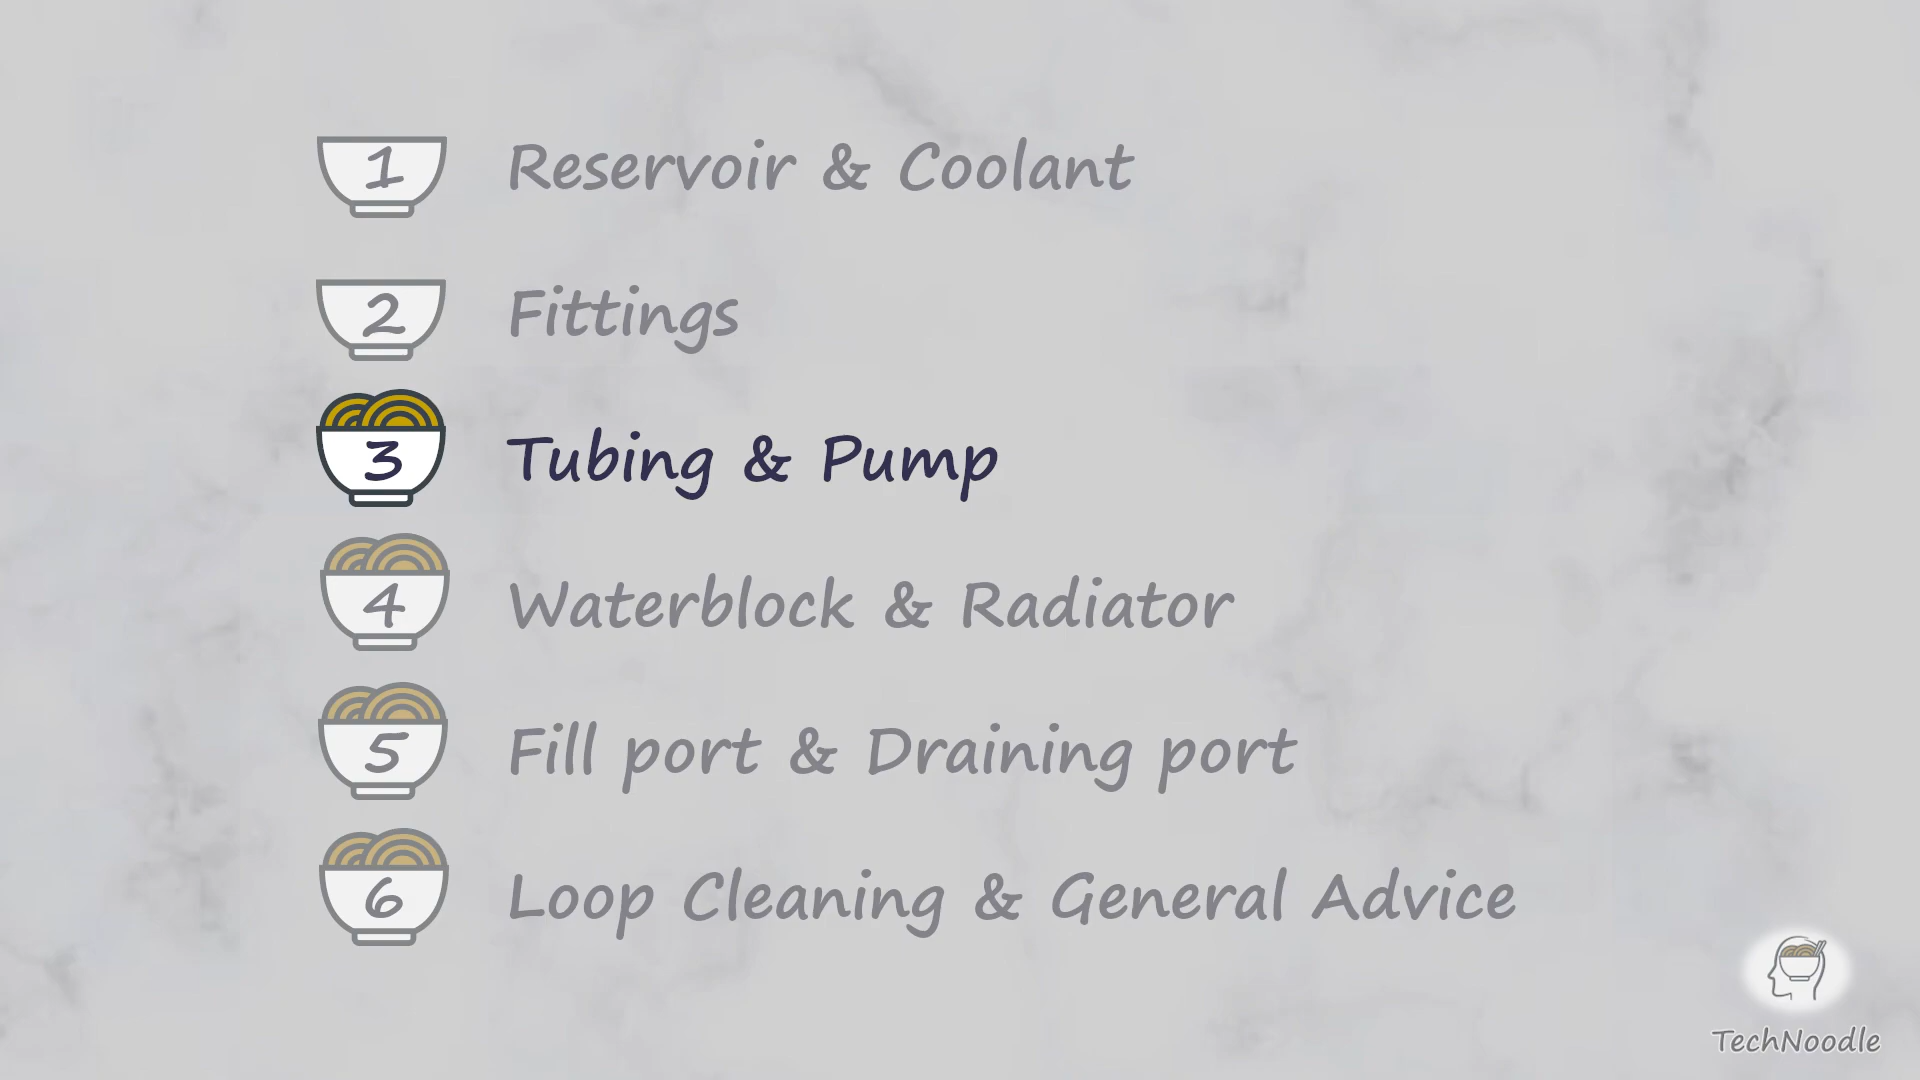 1 Reservoir & Coolant
2 Fittings
3 Tubing & Pump
4 Waterblock & Radiator
5 Fill port & Draining port
6 Loop Cleaning & General Advice
TechNoodle